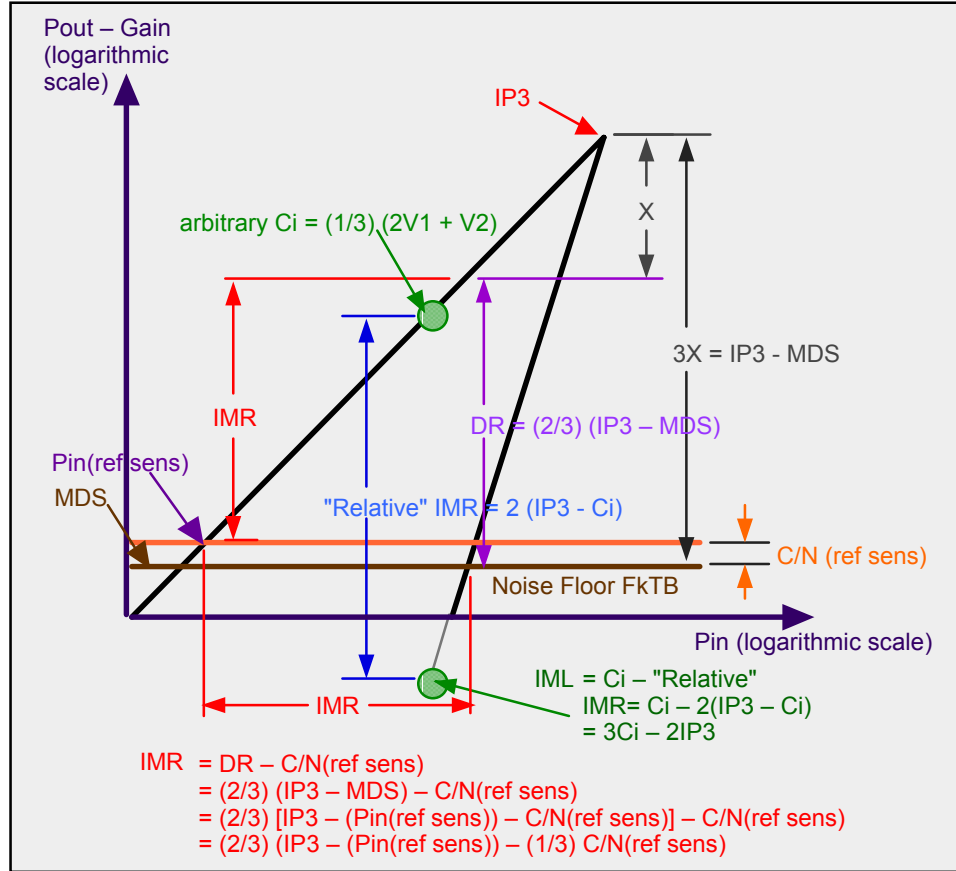 Pout – Gain
(logarithmic
scale)
IP3
arbitrary Ci = (1/3) (2V1 + V2)
X
3X = IP3 - MDS
IMR
DR = (2/3) (IP3 – MDS)
Pin(ref sens)
MDS
"Relative" IMR = 2 (IP3 - Ci)
C/N (ref sens)
Noise Floor FkTB
Pin (logarithmic scale)
IML = Ci – "Relative"
IMR= Ci – 2(IP3 – Ci)
= 3Ci – 2IP3
IMR
IMR = DR – C/N(ref sens)
= (2/3) (IP3 – MDS) – C/N(ref sens)
= (2/3) [IP3 – (Pin(ref sens)) – C/N(ref sens)] – C/N(ref sens)
= (2/3) (IP3 – (Pin(ref sens)) – (1/3) C/N(ref sens)